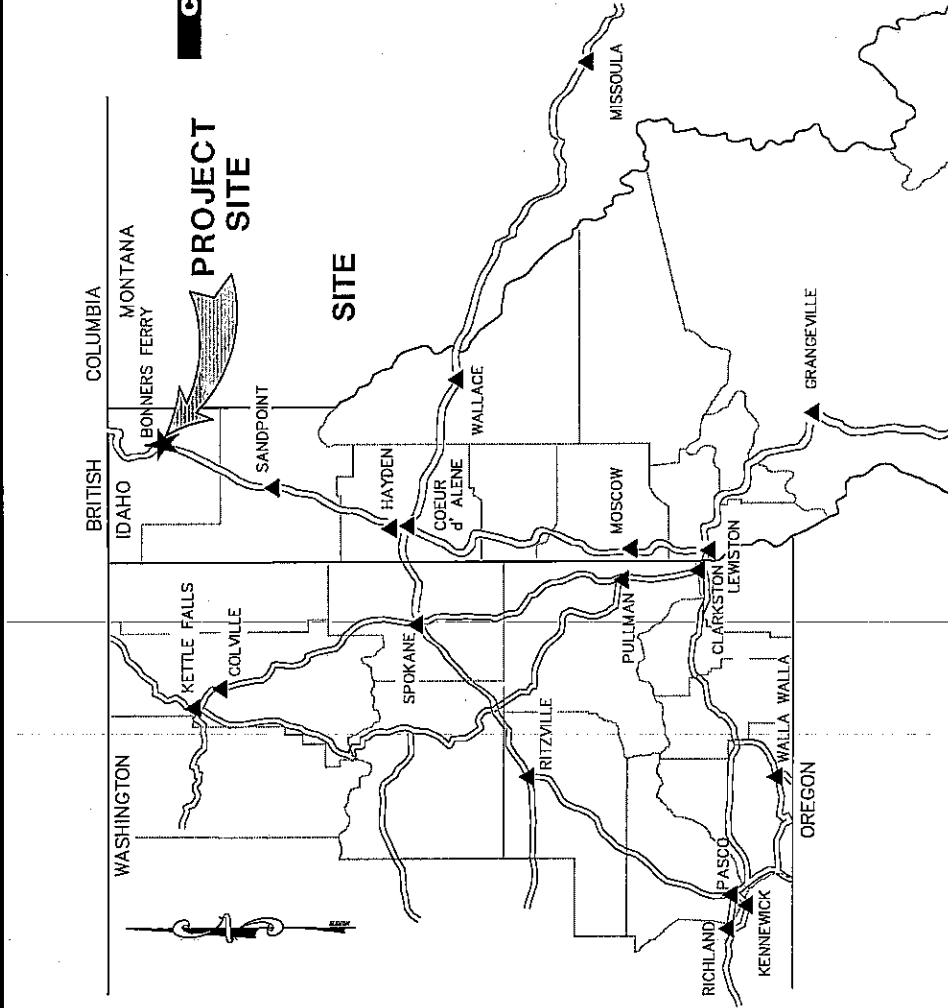 C
BRITISH COLUMBIA
WASHINGTON
IDAHO
MONTANA
BONNERS FERRY
PROJECT
SITE
KETTLE FALLS
COLVILLE
SANDPOINT
SITE
HAYDEN
SPOKANE
COEUR
d' ALENE
WALLACE
RITZVILLE
MISSOULA
MOSCOW
PULLMAN
CLARKSTON
LEWISTON
GRANGEVILLE
RICHLAND
PASCO
KENNEWICK
WALLA WALLA
OREGON